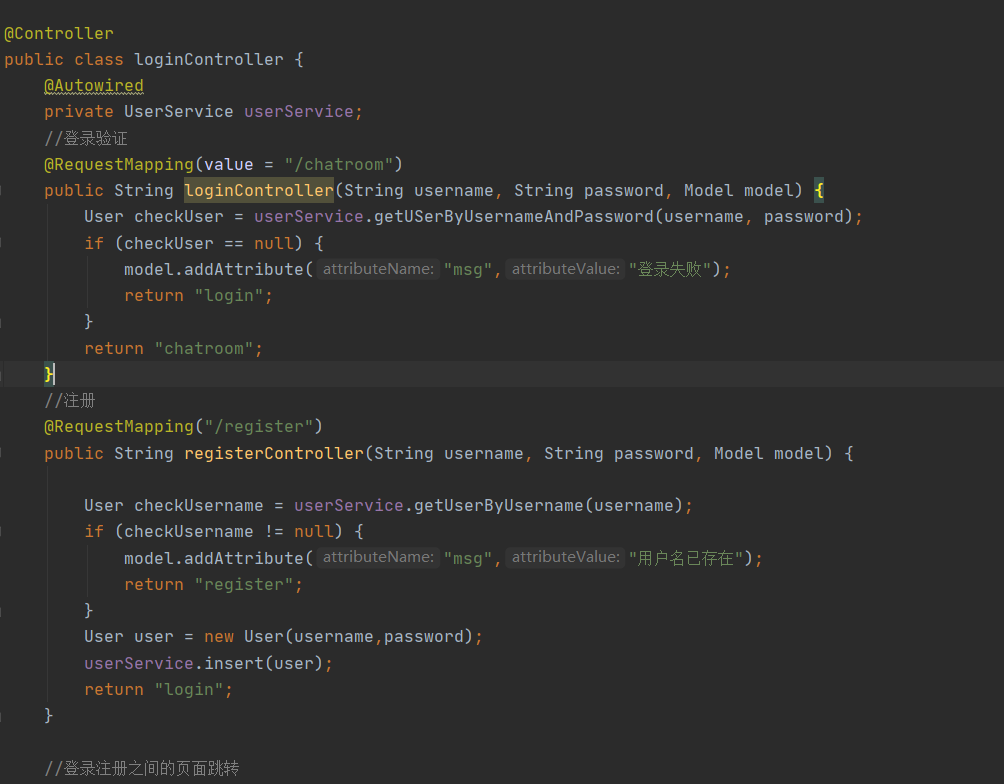 @Controller
public class loginController {
@Autowired
private UserService userService;
//登录验证
@RequestMapping(value = "/chatroom")
public String loginController(String username, String password, Model model) {
User checkUser = userService.getUSerByUsernameAndPassword(username, password);
if (checkUser == null) {
model.addAttribute( attributeName: "msg", attributeValue: "登录失败");
return "login";
}
return "chatroom";
}
//注册
@RequestMapping("/register")
public String registerController(String username, String password, Model model) {
User checkUsername = userService.getUserByUsername(username);
if (checkUsername != null) {
model.addAttribute( attributeName: "msg", attributeValue: "用户名已存在");
return "register";
}
User user = new User(username,password);
userService.insert(user);
return "login";
}
//登录注册之间的页面跳转